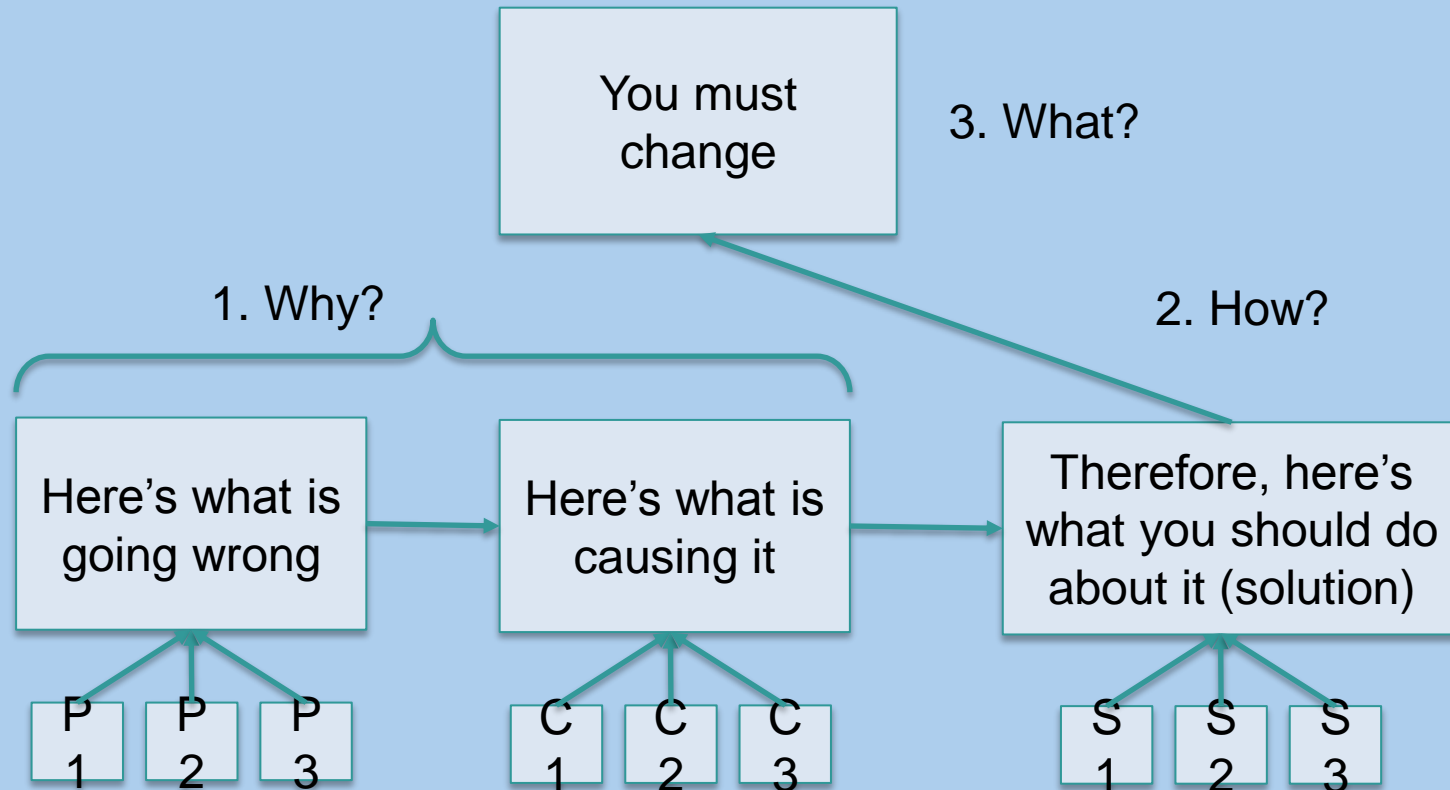 You must
change
3. What?
1. Why?
2. How?
Here’s what is
going wrong
Here’s what is
causing it
Therefore, here’s
what you should do
about it (solution)
P
1
P
2
P
3
C
1
C
2
C
3
S
1
S
2
S
3